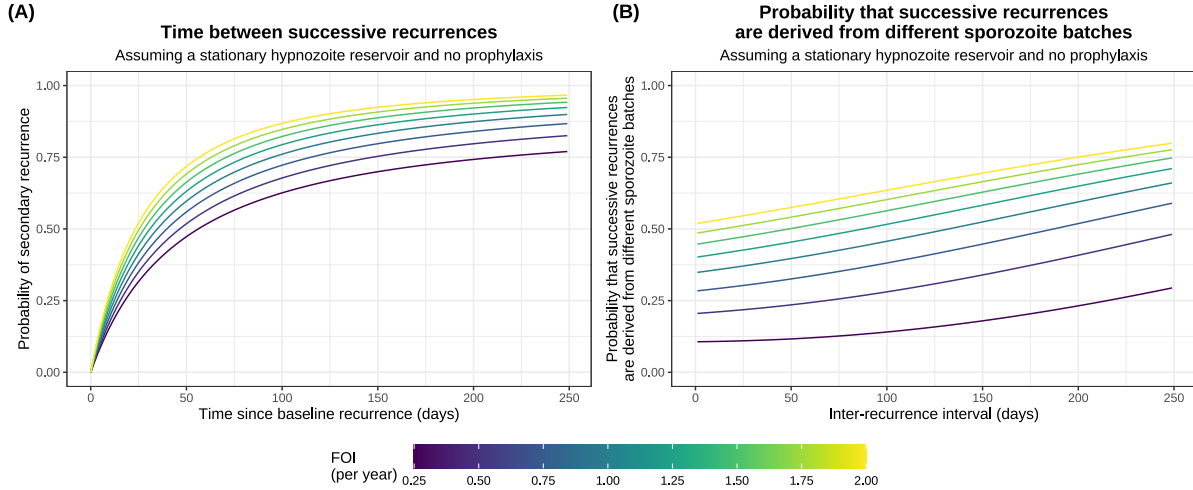 (A)
Time between successive recurrences
Assuming a stationary hypnozoite reservoir and no prophylaxis
Probability of secondary recurrence
1.00
0.75
0.50
0.25
0.00
0 50 100 150 200 250
Time since baseline recurrence (days)
(B)
Probability that successive recurrences
are derived from different sporozoite batches
Assuming a stationary hypnozoite reservoir and no prophylaxis
Probability that successive recurrences
are derived from different sporozoite batches
1.00
0.75
0.50
0.25
0.00
0 50 100 150 200 250
Inter-recurrence interval (days)
FOI
(per year)
0.25 0.50 0.75 1.00 1.25 1.50 1.75 2.00